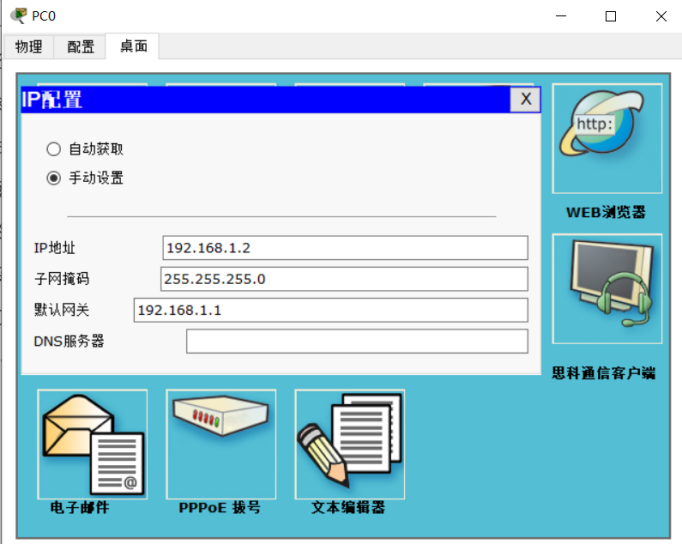 PC0
物理 配置 桌面
IP配置 X
自动获取
手动设置
IP地址 192.168.1.2
子网掩码 255.255.255.0
默认网关 192.168.1.1
DNS服务器
http:
WEB浏览器
思科通信客户端
@
电子邮件 PPPoE 拨号 文本编辑器